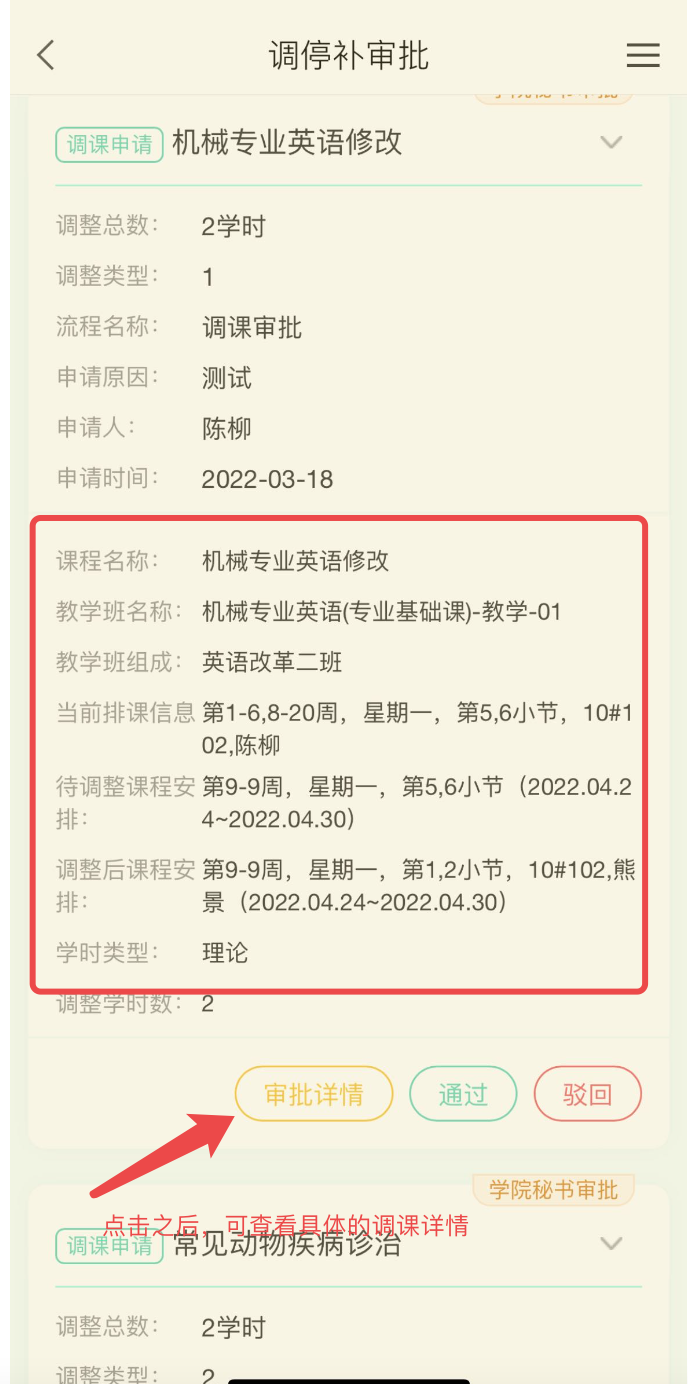 调停补审批
调课申请 机械专业英语修改
调整总数： 2学时
调整类型： 1
流程名称： 调课审批
申请原因： 测试
申请人： 陈柳
申请时间： 2022-03-18
课程名称： 机械专业英语修改
教学班名称： 机械专业英语(专业基础课)-教学-01
教学班组成： 英语改革二班
当前排课信息 第1-6,8-20周，星期一，第5,6小节，10#1
02,陈柳
待调整课程安 第9-9周，星期一，第5,6小节（2022.04.2
排： 4~2022.04.30）
调整后课程安 第9-9周，星期一，第1,2小节，10#102,熊
排： 景（2022.04.24~2022.04.30）
学时类型： 理论
调整学时数： 2
审批详情 通过 驳回
学院秘书审批
点击之后，可查看具体的调课详情
调课申请 常见动物疾病诊治
调整总数： 2学时
调整类型： 2